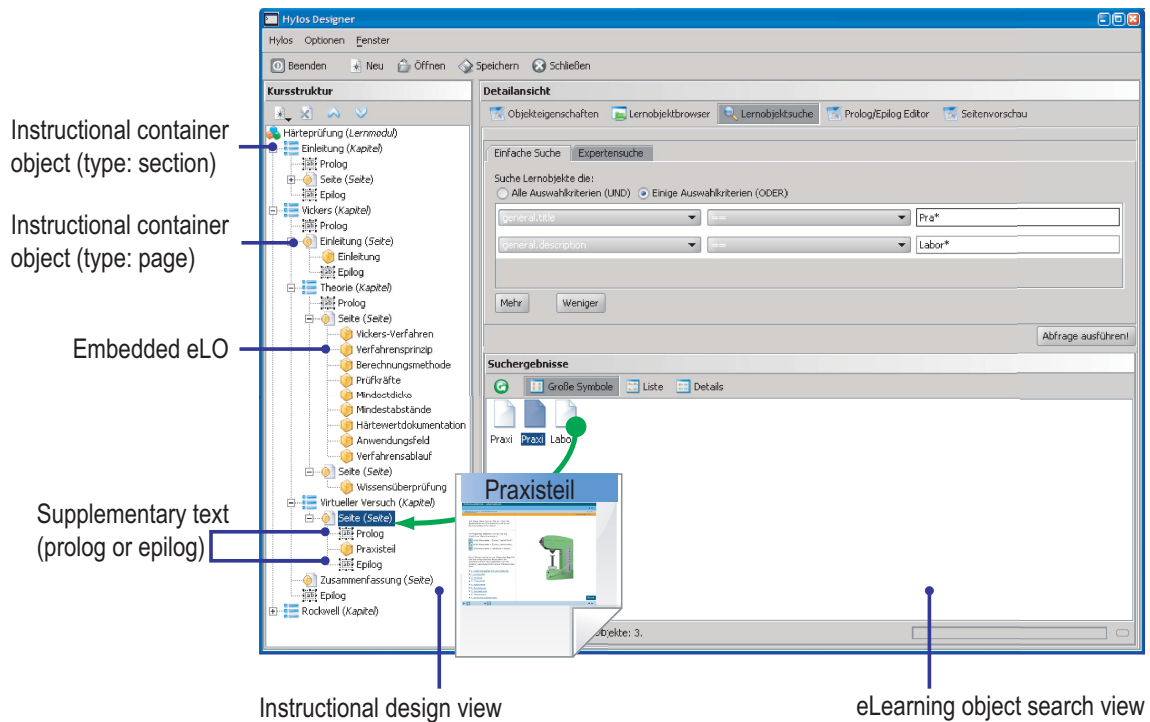 Hylos Designer
Hylos Optionen Fenster
Beenden Neu Öffnen Speichern Schließen
Kursstruktur
Härteprüfung (Lernmodul)
Einleitung (Kapitel)
Prolog
Seite (Seite)
Epilog
Vickers (Kapitel)
Prolog
Einleitung (Seite)
Einleitung
Epilog
Theorie (Kapitel)
Prolog
Seite (Seite)
Vickers-Verfahren
Verfahrensprinzip
Berechnungsmethode
Prüfkräfte
Mindestdicke
Mindestabstände
Härtewertdokumentation
Anwendungsfeld
Verfahrensablauf
Seite (Seite)
Wissensüberprüfung
Virtueller Versuch (Kapitel)
Seite (Seite)
Prolog
Praxisteil
Epilog
Zusammenfassung (Seite)
Epilog
Rockwell (Kapitel)
Detailansicht
Objekteigenschaften Lernobjektbrowser Lernobjektsuche Prolog/Epilog Editor Seitenvorschau
Einfache Suche Expertensuche
Suche Lernobjekte die:
Alle Auswahlkriterien (UND) Einige Auswahlkriterien (ODER)
general.title == Pra*
general.description == Labor*
Mehr Weniger
Abfrage ausführen!
Suchergebnisse
Große Symbole Liste Details
Praxi Praxi Labo
Praxisteil
objekte: 3.
Instructional container
object (type: section)
Instructional container
object (type: page)
Embedded eLO
Supplementary text
(prolog or epilog)
Instructional design view
eLearning object search view